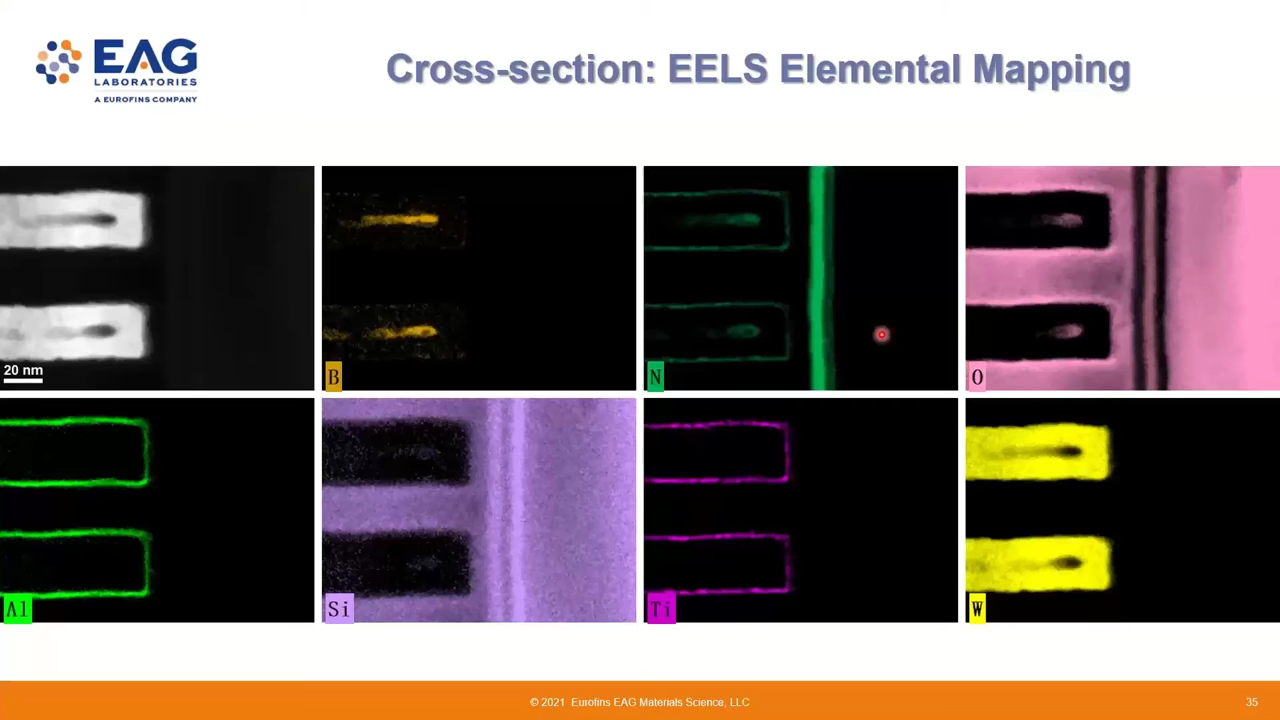 EAG
LABORATORIES
A EUROFINS COMPANY
Cross-section: EELS Elemental Mapping
20 nm
B
N
O
Al
Si
Ti
W
© 2021 Eurofins EAG Materials Science, LLC
35